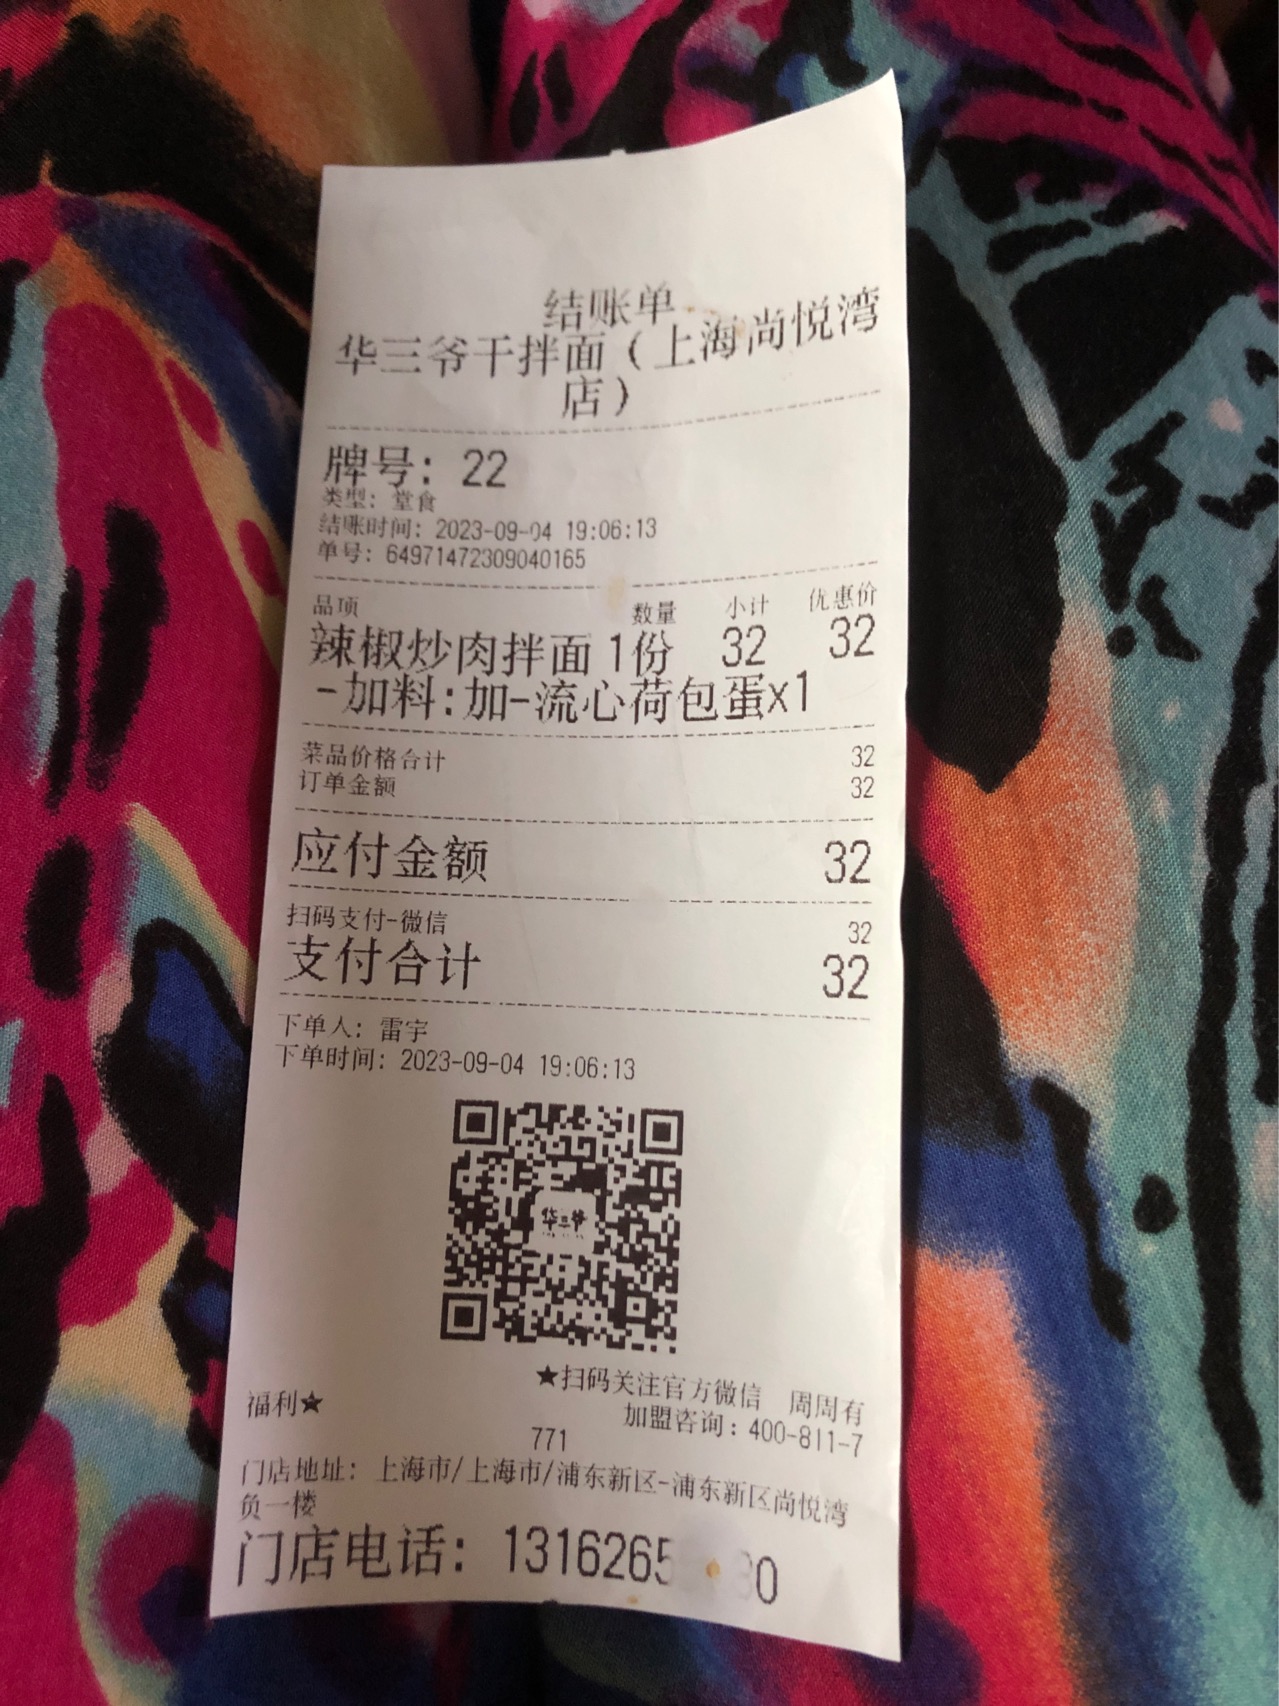 结账单
华三爷干拌面（上海尚悦湾
店）
牌号: 22
类型: 堂食
结账时间: 2023-09-04 19:06:13
单号: 64971472309040165
品项 数量 小计 优惠价
辣椒炒肉拌面 1份 32 32
-加料:加-流心荷包蛋x1
菜品价格合计 32
订单金额 32
应付金额 32
扫码支付-微信 32
支付合计 32
下单人: 雷宇
下单时间: 2023-09-04 19:06:13
华三爷
★扫码关注官方微信 周周有
福利★
加盟咨询: 400-811-7
771
门店地址: 上海市/上海市/浦东新区-浦东新区尚悦湾
负一楼
门店电话: